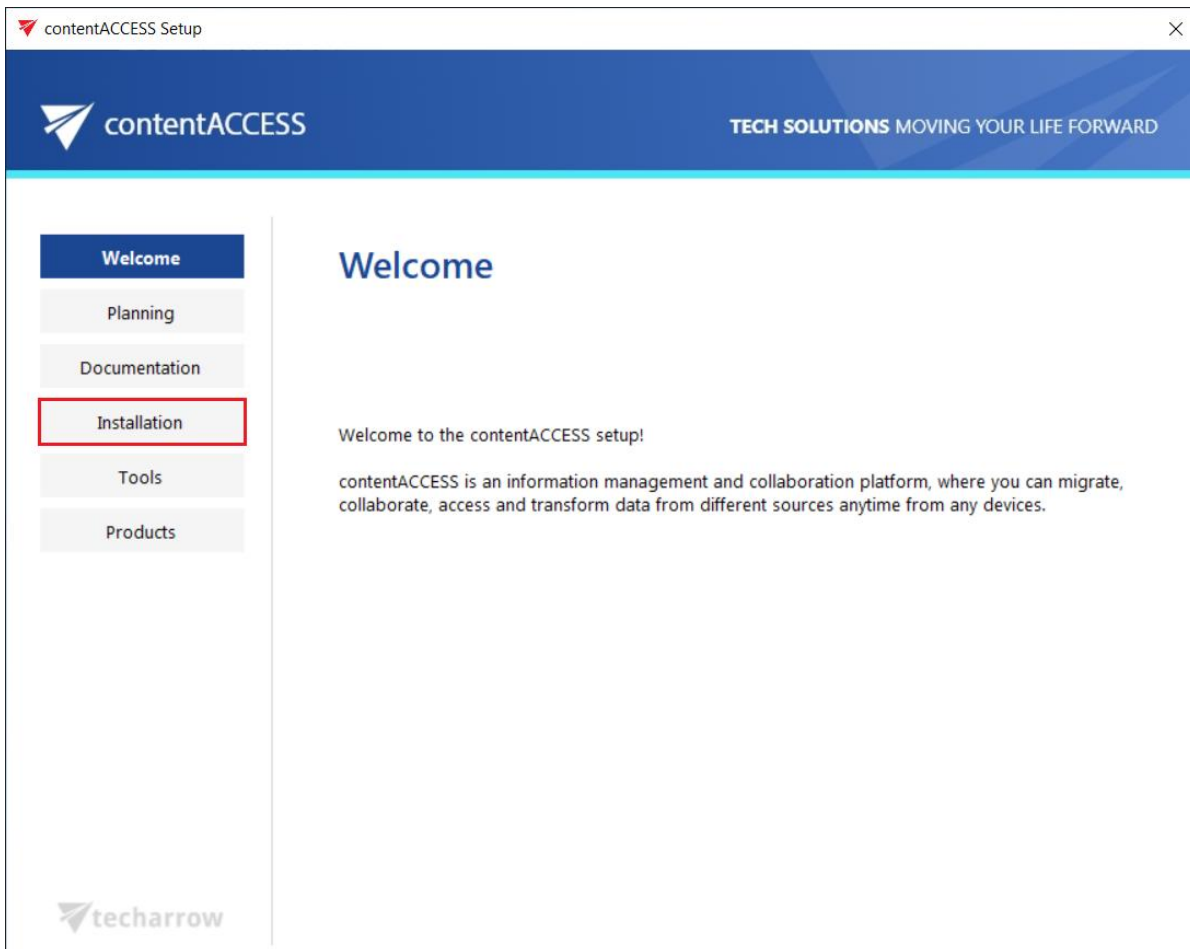 contentACCESS Setup
contentACCESS
TECH SOLUTIONS MOVING YOUR LIFE FORWARD
Welcome
Planning
Documentation
Installation
Tools
Products
Welcome
Welcome to the contentACCESS setup!
contentACCESS is an information management and collaboration platform, where you can migrate,
collaborate, access and transform data from different sources anytime from any devices.
techarrow